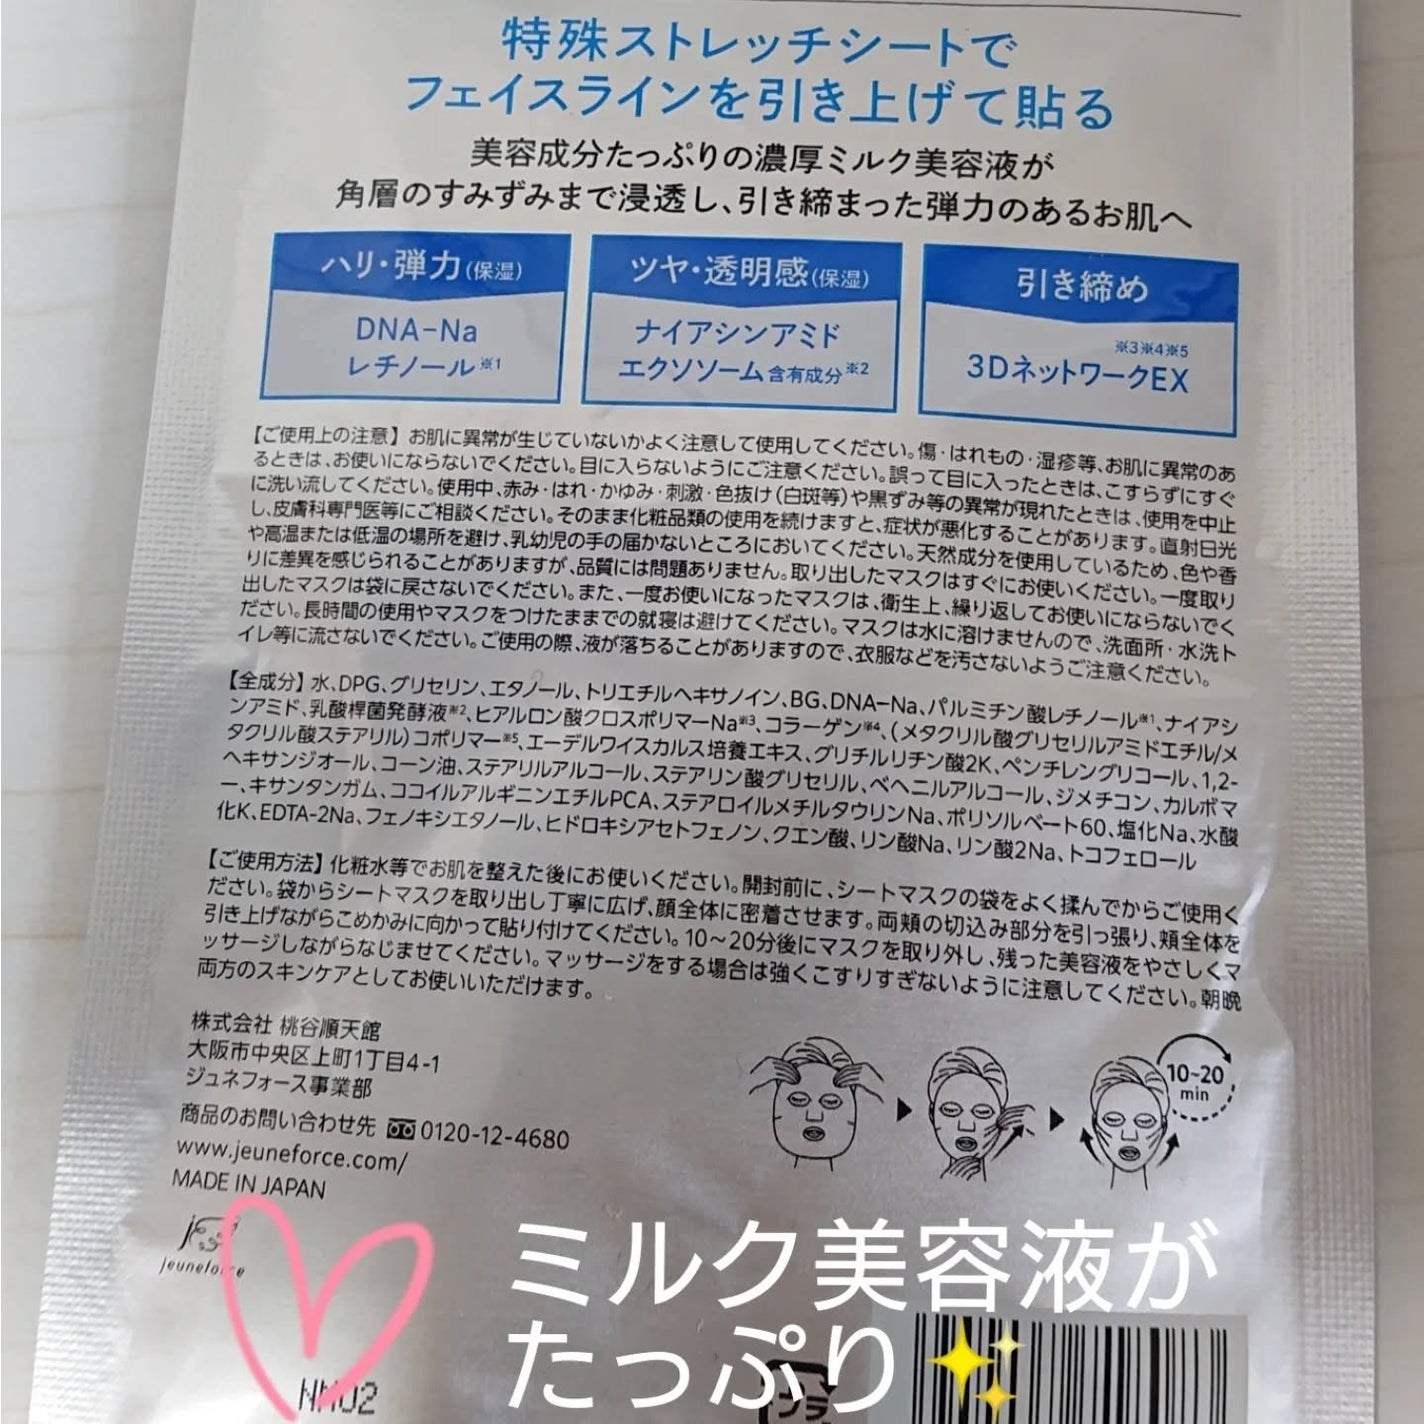 特殊ストレッチシートで
フェイスラインを引き上げて貼る
美容成分たっぷりの濃厚ミルク美容液が
角層のすみずみまで浸透し、引き締まった弾力のあるお肌へ
ハリ・弾力(保湿)
DNA-Na
レチノール※1
ツヤ・透明感(保湿)
ナイアシンアミド
エクソソーム含有成分※2
引き締め
※3※4※5
3DネットワークEX
【ご使用上の注意】お肌に異常が生じていないかよく注意して使用してください。傷・はれもの・湿疹等、お肌に異常のあ
るときは、お使いにならないでください。目に入らないようにご注意ください。誤って目に入ったときは、こすらずにすぐ
に洗い流してください。使用中、赤み・はれ・かゆみ・刺激・色抜け(白斑等)や黒ずみ等の異常が現れたときは、使用を中止
し、皮膚科専門医等にご相談ください。そのまま化粧品類の使用を続けますと、症状が悪化することがあります。直射日光
や高温または低温の場所を避け、乳幼児の手の届かないところにおいてください。天然成分を使用しているため、色や香
りに差異を感じられることがありますが、品質には問題ありません。取り出したマスクはすぐにお使いください。一度取り
出したマスクは袋に戻さないでください。また、一度お使いになったマスクは、衛生上、繰り返してお使いにならないでく
ださい。長時間の使用やマスクをつけたままでの就寝は避けてください。マスクは水に溶けませんので、洗面所・水洗ト
イレ等に流さないでください。ご使用の際、液が落ちることがありますので、衣服などを汚さないようご注意ください。
【全成分】水、DPG、グリセリン、エタノール、トリエチルヘキサノイン、BG、DNA-Na、パルミチン酸レチノール※1、ナイアシ
ンアミド、乳酸桿菌発酵液※2、ヒアルロン酸クロスポリマーNa※3、コラーゲン※4、(メタクリル酸グリセリルアミドエチル/メ
タクリル酸ステアリル)コポリマー※5、エーデルワイスカルス培養エキス、グリチルリチン酸2K、ペンチレングリコール、1,2-
ヘキサンジオール、コーン油、ステアリルアルコール、ステアリン酸グリセリル、ベヘニルアルコール、ジメチコン、カルボマ
ー、キサンタンガム、ココイルアルギニンエチルPCA、ステアロイルメチルタウリンNa、ポリソルベート60、塩化Na、水酸
化K、EDTA-2Na、フェノキシエタノール、ヒドロキシアセトフェノン、クエン酸、リン酸Na、リン酸2Na、トコフェロール
【ご使用方法】化粧水等でお肌を整えた後にお使いください。開封前に、シートマスクの袋をよく揉んでからご使用く
ださい。袋からシートマスクを取り出し丁寧に広げ、顔全体に密着させます。両頬の切込み部分を引っ張り、頬全体を
引き上げながらこめかみに向かって貼り付けてください。10～20分後にマスクを取り外し、残った美容液をやさしくマ
ッサージしながらなじませてください。マッサージをする場合は強くこすりすぎないように注意してください。朝晩
両方のスキンケアとしてお使いいただけます。
株式会社 桃谷順天館
大阪市中央区上町1丁目4-1
ジュネフォース事業部
商品のお問い合わせ先 0120-12-4680
www.jeuneforce.com/
MADE IN JAPAN
10~20
min
jeuneforce
ミルク美容液が
たっぷり✨
プラ